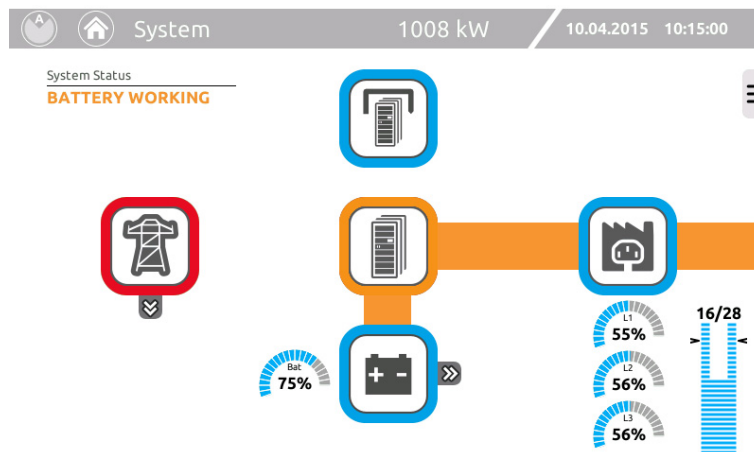 A System 1008 kW 10.04.2015 10:15:00
System Status
BATTERY WORKING
L1
55%
16/28
Bat
75%
L2
56%
L3
56%